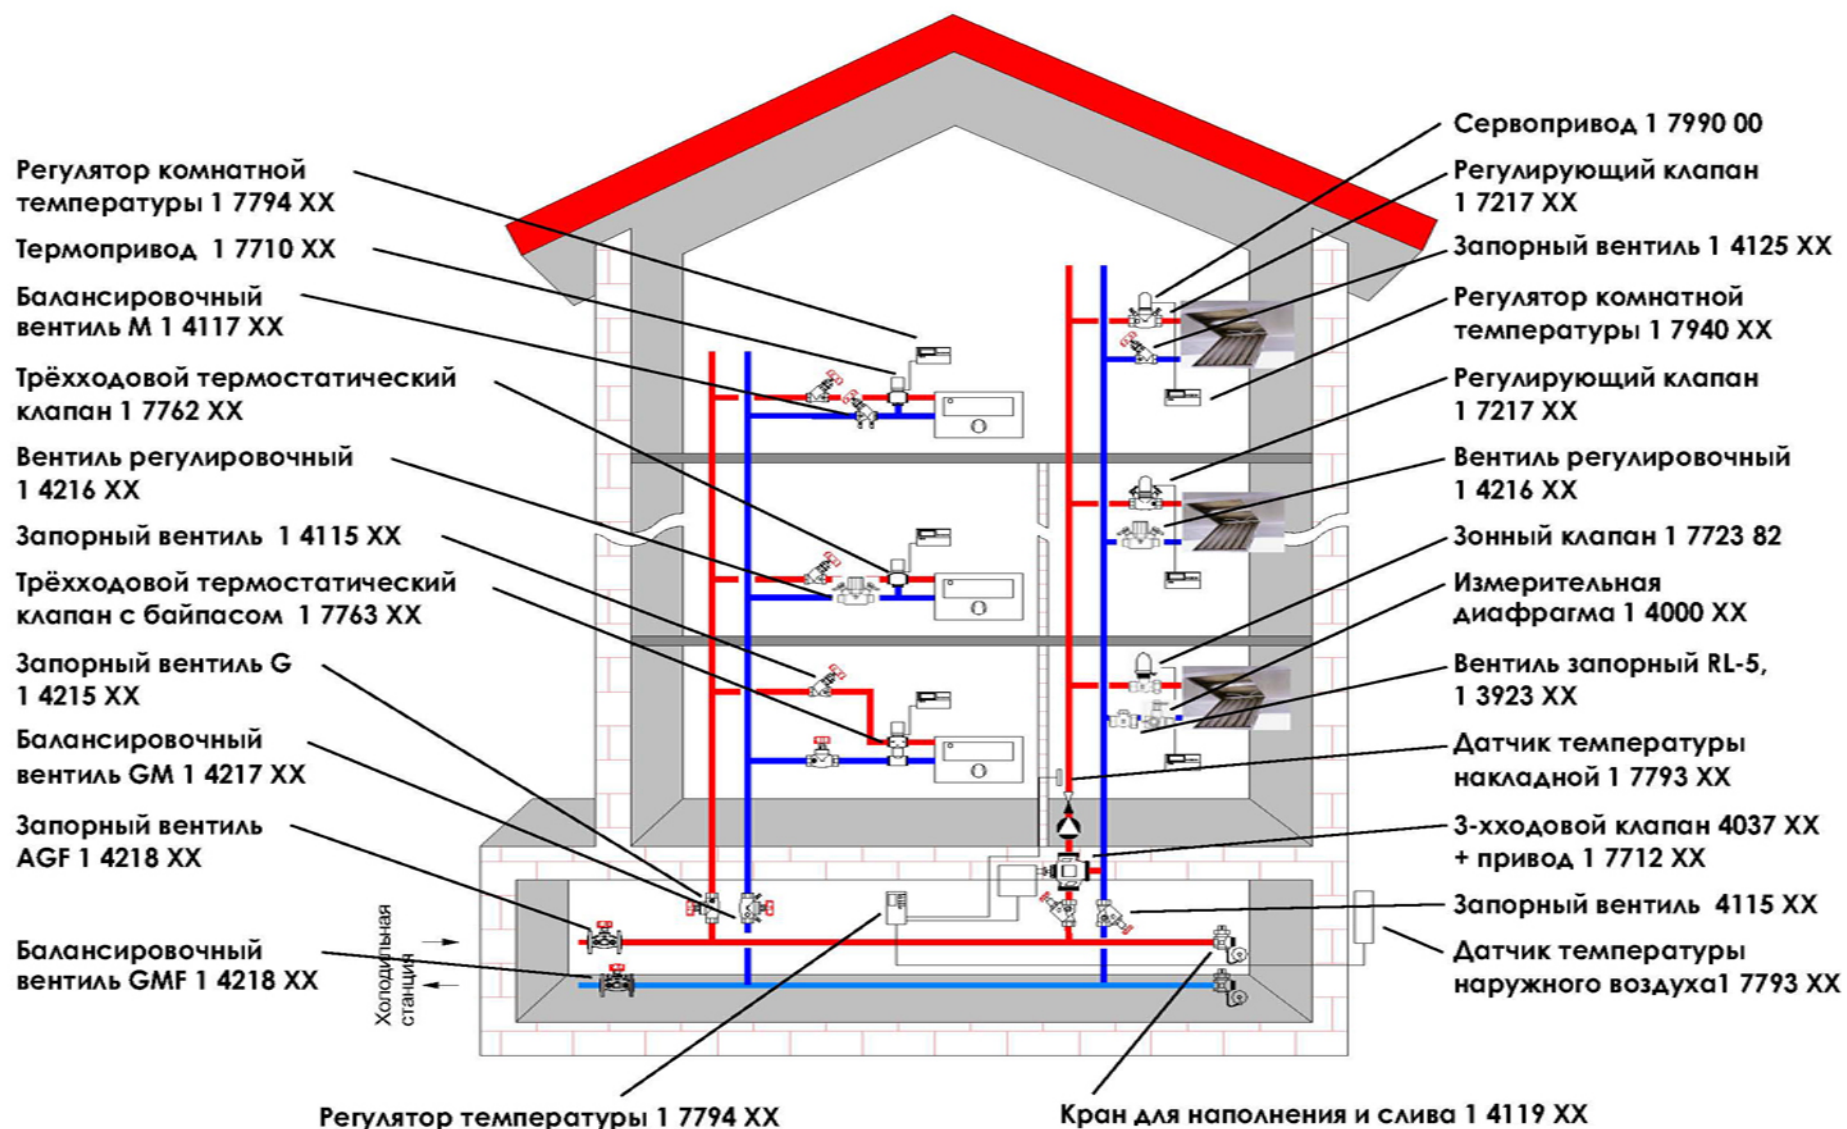 Регулятор комнатной
температуры 1 7794 XX
Термопривод 1 7710 XX
Балансировочный
вентиль М 1 4117 XX
Трёхходовой термостатический
клапан 1 7762 XX
Вентиль регулировочный
1 4216 XX
Запорный вентиль 1 4115 XX
Трёхходовой термостатический
клапан с байпасом 1 7763 XX
Запорный вентиль G
1 4215 XX
Балансировочный
вентиль GM 1 4217 XX
Запорный вентиль
AGF 1 4218 XX
Балансировочный
вентиль GMF 1 4218 XX
Холодильная
станция
Регулятор температуры 1 7794 XX
Сервопривод 1 7990 00
Регулирующий клапан
1 7217 XX
Запорный вентиль 1 4125 XX
Регулятор комнатной
температуры 1 7940 XX
Регулирующий клапан
1 7217 XX
Вентиль регулировочный
1 4216 XX
Зонный клапан 1 7723 82
Измерительная
диафрагма 1 4000 XX
Вентиль запорный RL-5,
1 3923 XX
Датчик температуры
накладной 1 7793 XX
3-хходовой клапан 4037 XX
+ привод 1 7712 XX
Запорный вентиль 4115 XX
Датчик температуры
наружного воздуха1 7793 XX
Кран для наполнения и слива 1 4119 XX